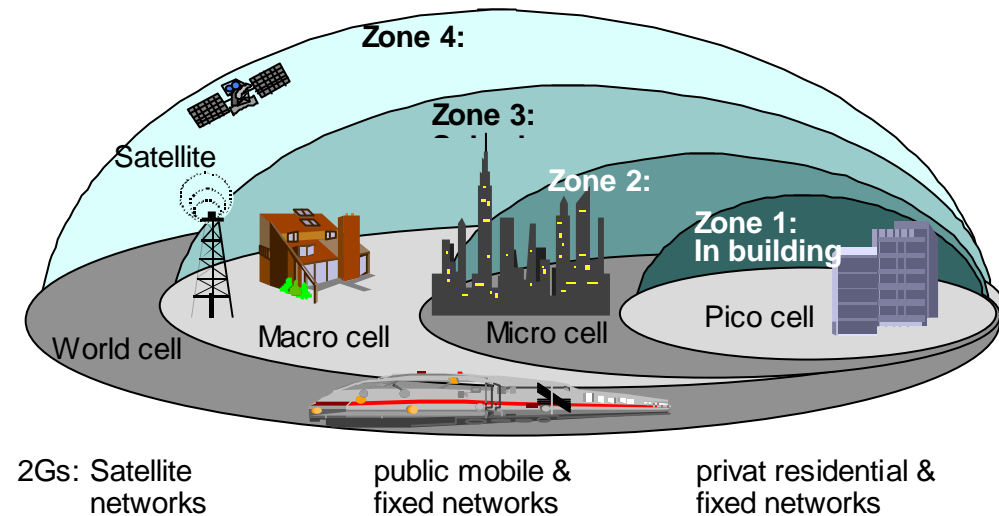 Zone 4:
Zone 3:
Satellite
Zone 2:
Zone 1:
In building
Pico cell
Micro cell
Macro cell
World cell
2Gs: Satellite networks
public mobile & fixed networks
privat residential & fixed networks